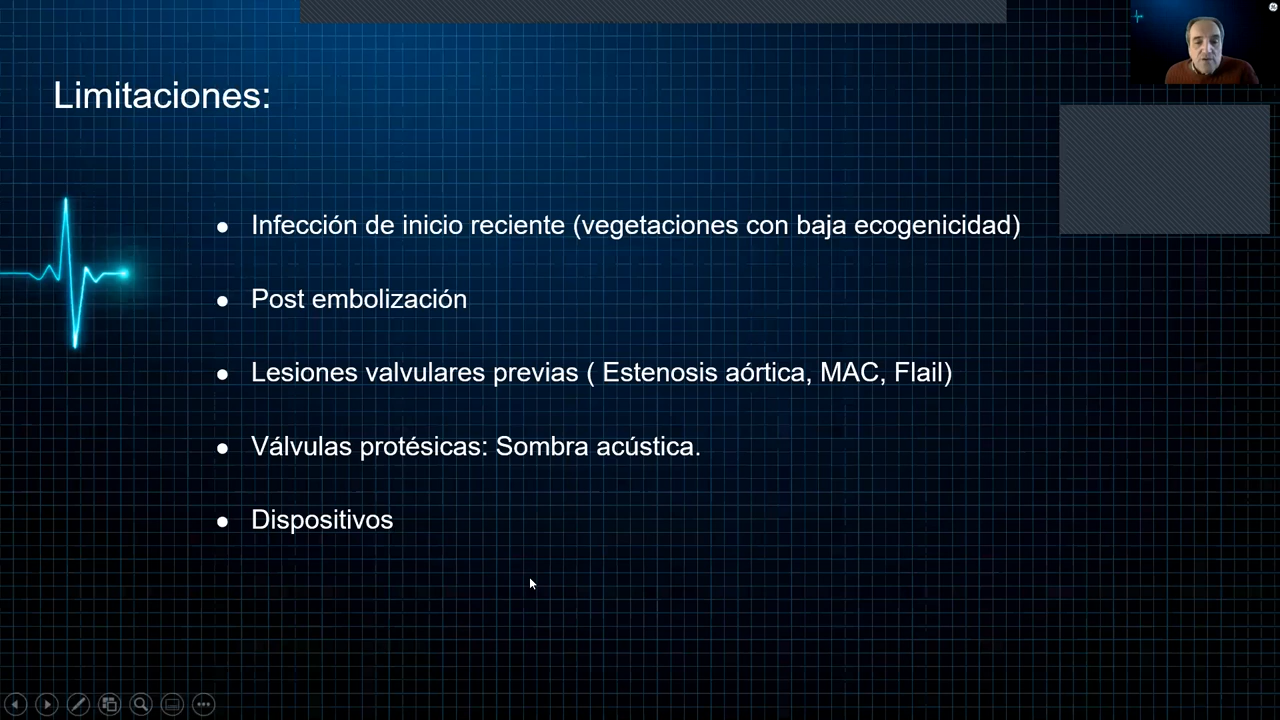 Limitaciones:
● Infección de inicio reciente (vegetaciones con baja ecogenicidad)
● Post embolización
● Lesiones valvulares previas ( Estenosis aórtica, MAC, Flail)
● Válvulas protésicas: Sombra acústica.
● Dispositivos